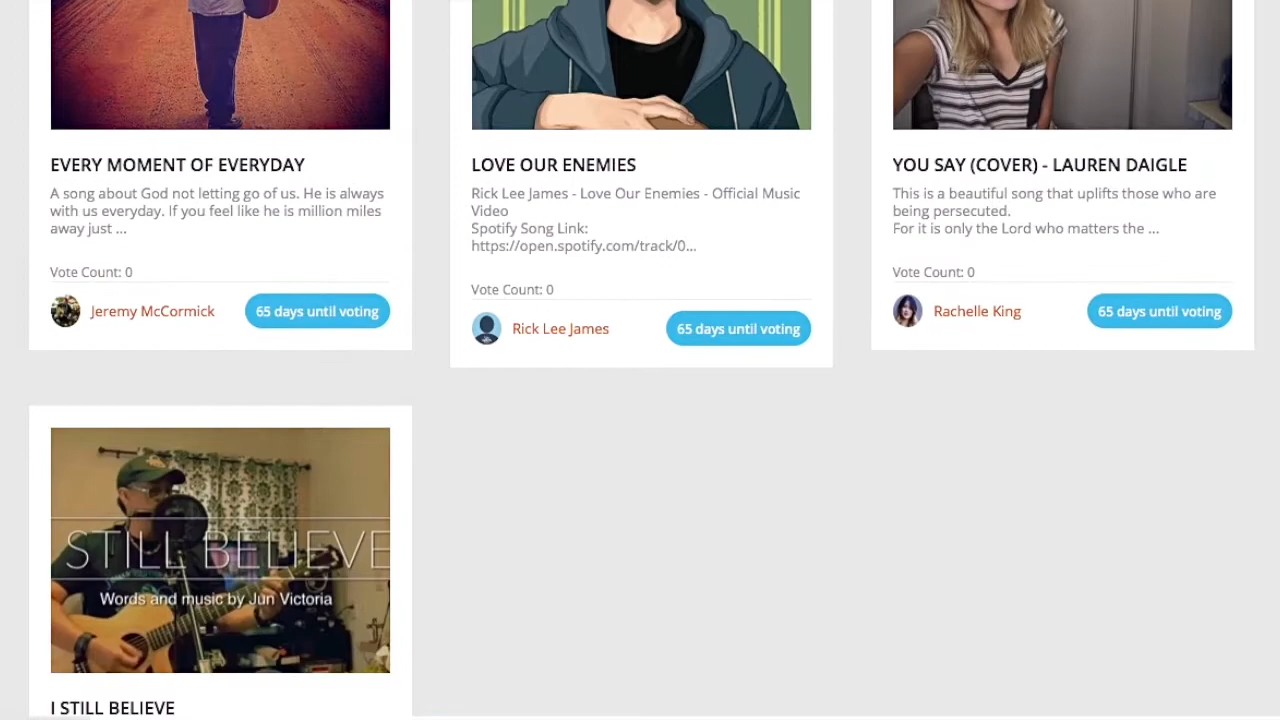 EVERY MOMENT OF EVERYDAY
A song about God not letting go of us. He is always
with us everyday. If you feel like he is million miles
away just ...
Vote Count: 0
Jeremy McCormick
65 days until voting
LOVE OUR ENEMIES
Rick Lee James - Love Our Enemies - Official Music
Video
Spotify Song Link:
https://open.spotify.com/track/0...
Vote Count: 0
Rick Lee James
65 days until voting
YOU SAY (COVER) - LAUREN DAIGLE
This is a beautiful song that uplifts those who are
being persecuted.
For it is only the Lord who matters the ...
Vote Count: 0
Rachelle King
65 days until voting
STILL BELIEVE
Words and music by Jun Victoria
I STILL BELIEVE